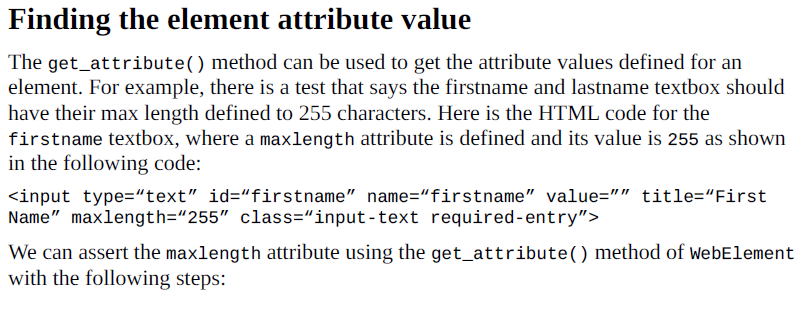 Finding the element attribute value
The get_attribute() method can be used to get the attribute values defined for an
element. For example, there is a test that says the firstname and lastname textbox should
have their max length defined to 255 characters. Here is the HTML code for the
firstname textbox, where a maxlength attribute is defined and its value is 255 as shown
in the following code:
<input type=“text” id=“firstname” name=“firstname” value=”” title=“First
Name” maxlength=“255” class=“input-text required-entry”>
We can assert the maxlength attribute using the get_attribute() method of WebElement
with the following steps: